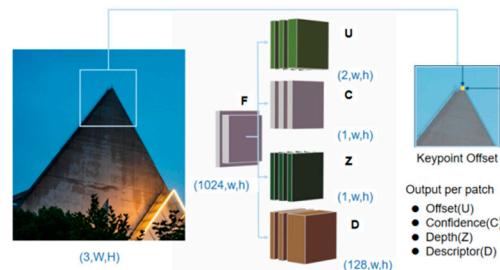 U
(2,w,h)
F
C
(1,w,h)
(1024,w,h)
Z
(1,w,h)
D
(128,w,h)
(3,W,H)
Keypoint Offset
Output per patch
● Offset(U)
● Confidence(C)
● Depth(Z)
● Descriptor(D)